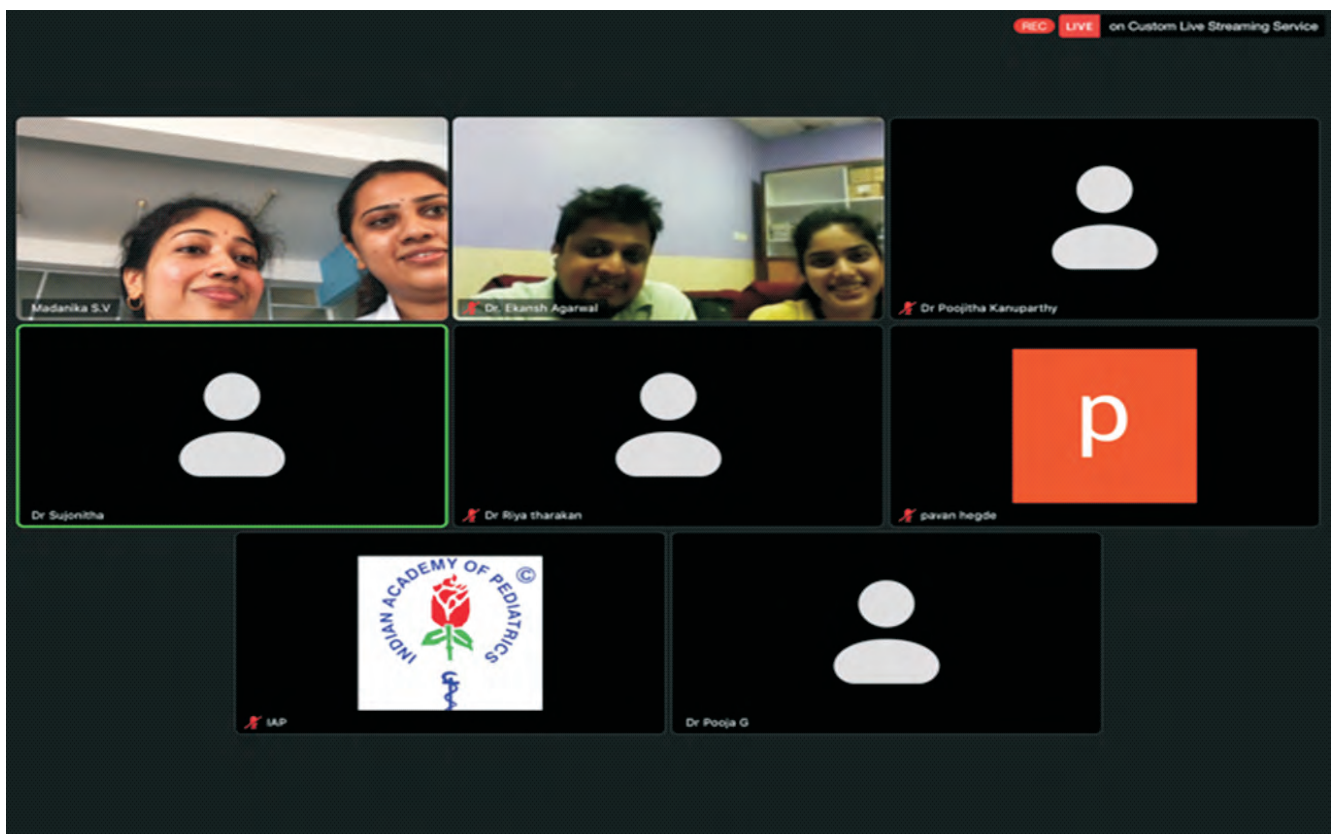 REC LIVE on Custom Live Streaming Service
Madanika S.V
Dr. Ekansh Agarwal
Dr Poojitha Kanuparthy
Dr Sujonitha
Dr Riya tharakan
p
pavan hegde
INDIAN ACADEMY OF PEDIATRICS ©
IAP
Dr Pooja G